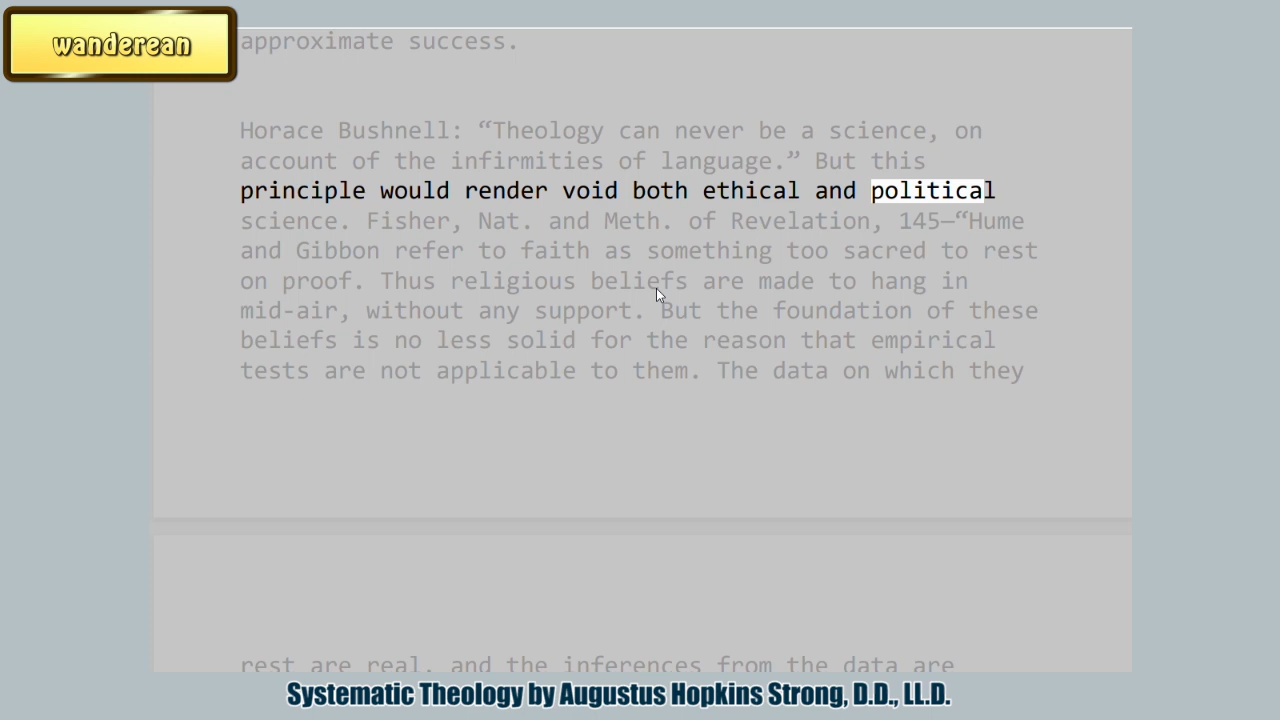 wanderean
approximate success.
Horace Bushnell: “Theology can never be a science, on
account of the infirmities of language.” But this
principle would render void both ethical and political
science. Fisher, Nat. and Meth. of Revelation, 145—“Hume
and Gibbon refer to faith as something too sacred to rest
on proof. Thus religious beliefs are made to hang in
mid-air, without any support. But the foundation of these
beliefs is no less solid for the reason that empirical
tests are not applicable to them. The data on which they
rest are real, and the inferences from the data are
Systematic Theology by Augustus Hopkins Strong, D.D., LL.D.